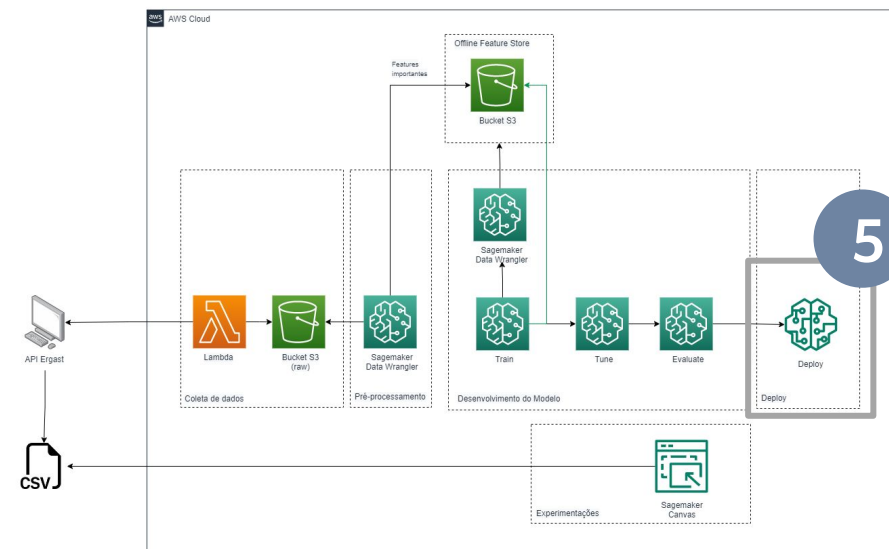 aws
AWS Cloud
Offline Feature Store
Features
importantes
Bucket S3
5
Sagemaker
Data Wrangler
API Ergast
Lambda
Bucket S3
(raw)
Sagemaker
Data Wrangler
Train
Tune
Evaluate
Deploy
Coleta de dados
Pré-processamento
Desenvolvimento do Modelo
Deploy
CSV
Sagemaker
Canvas
Experimentações